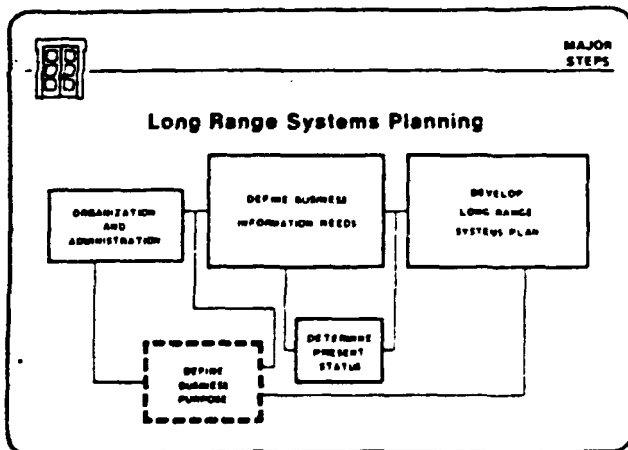 MAJOR
STEPS
Long Range Systems Planning
ORGANIZATION
AND
ADMINISTRATION
DEFINE BUSINESS
INFORMATION NEEDS
DEVELOP
LONG RANGE
SYSTEMS PLAN
DETERMINE
PRESENT
STATUS
DEFINE
BUSINESS
PURPOSE